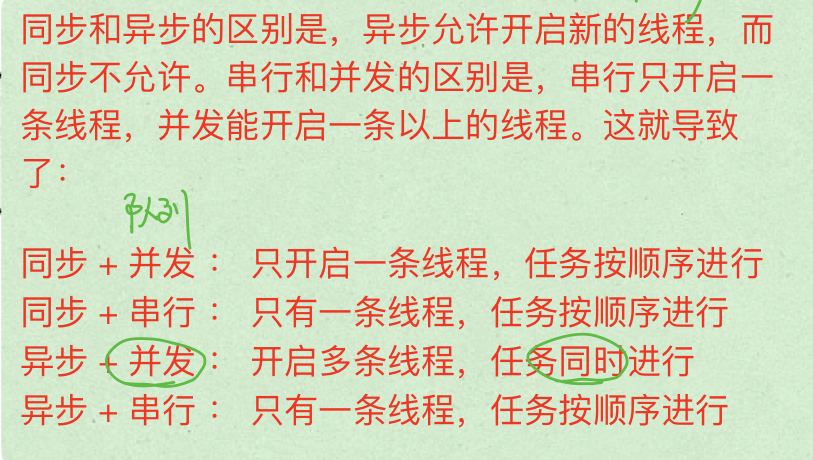 同步和异步的区别是，异步允许开启新的线程，而
同步不允许。串行和并发的区别是，串行只开启一
条线程，并发能开启一条以上的线程。这就导致
了：
队列
同步 + 并发 ： 只开启一条线程，任务按顺序进行
同步 + 串行 ： 只有一条线程， 任务按顺序进行
异步 + 并发 ： 开启多条线程， 任务同时进行
异步 + 串行 ： 只有一条线程， 任务按顺序进行